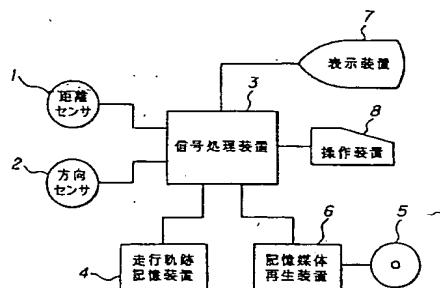 7
表示装置
1
距離
センサ
3
信号処理装置
8
操作装置
2
方向
センサ
6
5
走行軌跡
記憶装置
4
記憶媒体
再生装置